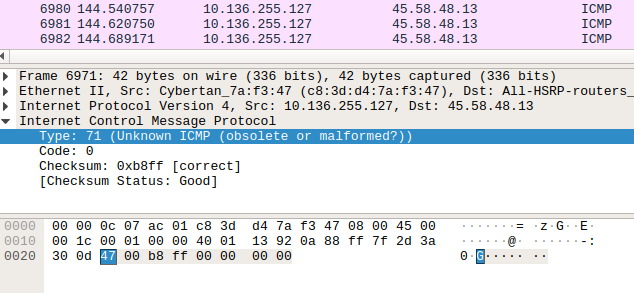 6980 144.540757 10.136.255.127 45.58.48.13 ICMP
6981 144.620750 10.136.255.127 45.58.48.13 ICMP
6982 144.689171 10.136.255.127 45.58.48.13 ICMP
Frame 6971: 42 bytes on wire (336 bits), 42 bytes captured (336 bits)
Ethernet II, Src: Cybertan_7a:f3:47 (c8:3d:d4:7a:f3:47), Dst: All-HSRP-routers_
Internet Protocol Version 4, Src: 10.136.255.127, Dst: 45.58.48.13
Internet Control Message Protocol
Type: 71 (Unknown ICMP (obsolete or malformed?))
Code: 0
Checksum: 0xb8ff [correct]
[Checksum Status: Good]
0000 00 00 0c 07 ac 01 c8 3d d4 7a f3 47 08 00 45 00 ·······= ·z·G··E·
0010 00 1c 00 01 00 00 40 01 13 92 0a 88 ff 7f 2d 3a ······@· ······-:
0020 30 0d 47 00 b8 ff 00 00 00 00 0·G····· ··